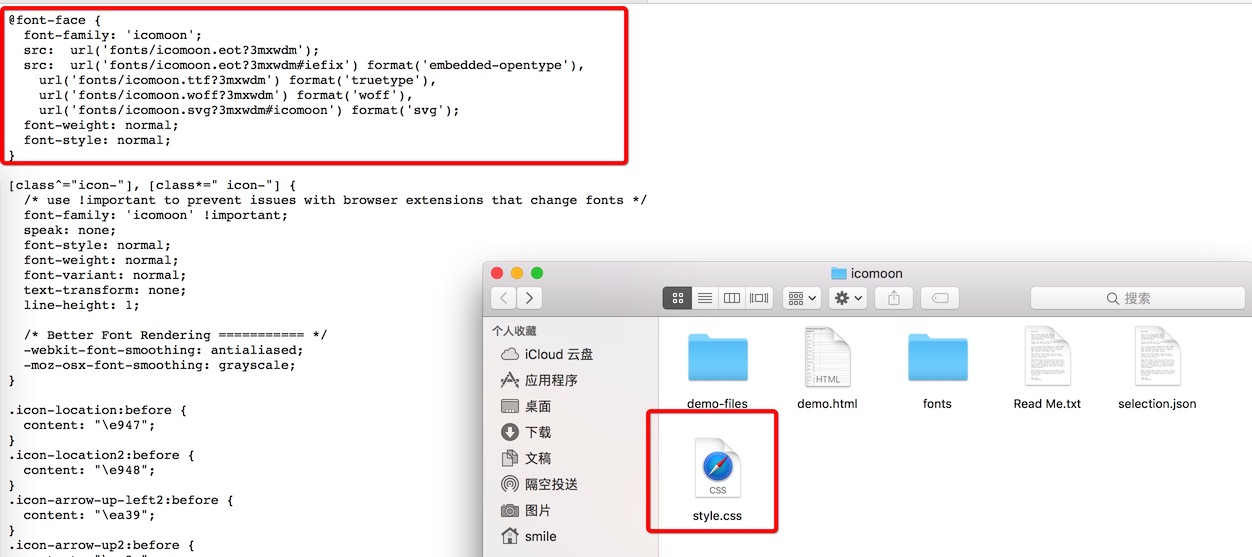 @font-face {
font-family: 'icomoon';
src:  url('fonts/icomoon.eot?3mxwdm');
src:  url('fonts/icomoon.eot?3mxwdm#iefix') format('embedded-opentype'),
url('fonts/icomoon.ttf?3mxwdm') format('truetype'),
url('fonts/icomoon.woff?3mxwdm') format('woff'),
url('fonts/icomoon.svg?3mxwdm#icomoon') format('svg');
font-weight: normal;
font-style: normal;
}
[class^="icon-"], [class*=" icon-"] {
/* use !important to prevent issues with browser extensions that change fonts */
font-family: 'icomoon' !important;
speak: none;
font-style: normal;
font-weight: normal;
font-variant: normal;
text-transform: none;
line-height: 1;
/* Better Font Rendering =========== */
-webkit-font-smoothing: antialiased;
-moz-osx-font-smoothing: grayscale;
}
.icon-location:before {
content: "\e947";
}
.icon-location2:before {
content: "\e948";
}
.icon-arrow-up-left2:before {
content: "\ea39";
}
.icon-arrow-up2:before {
icomoon
搜索
个人收藏
iCloud 云盘
应用程序
桌面
下载
文稿
隔空投送
图片
smile
HTML
demo-files
demo.html
fonts
Read Me.txt
selection.json
CSS
style.css